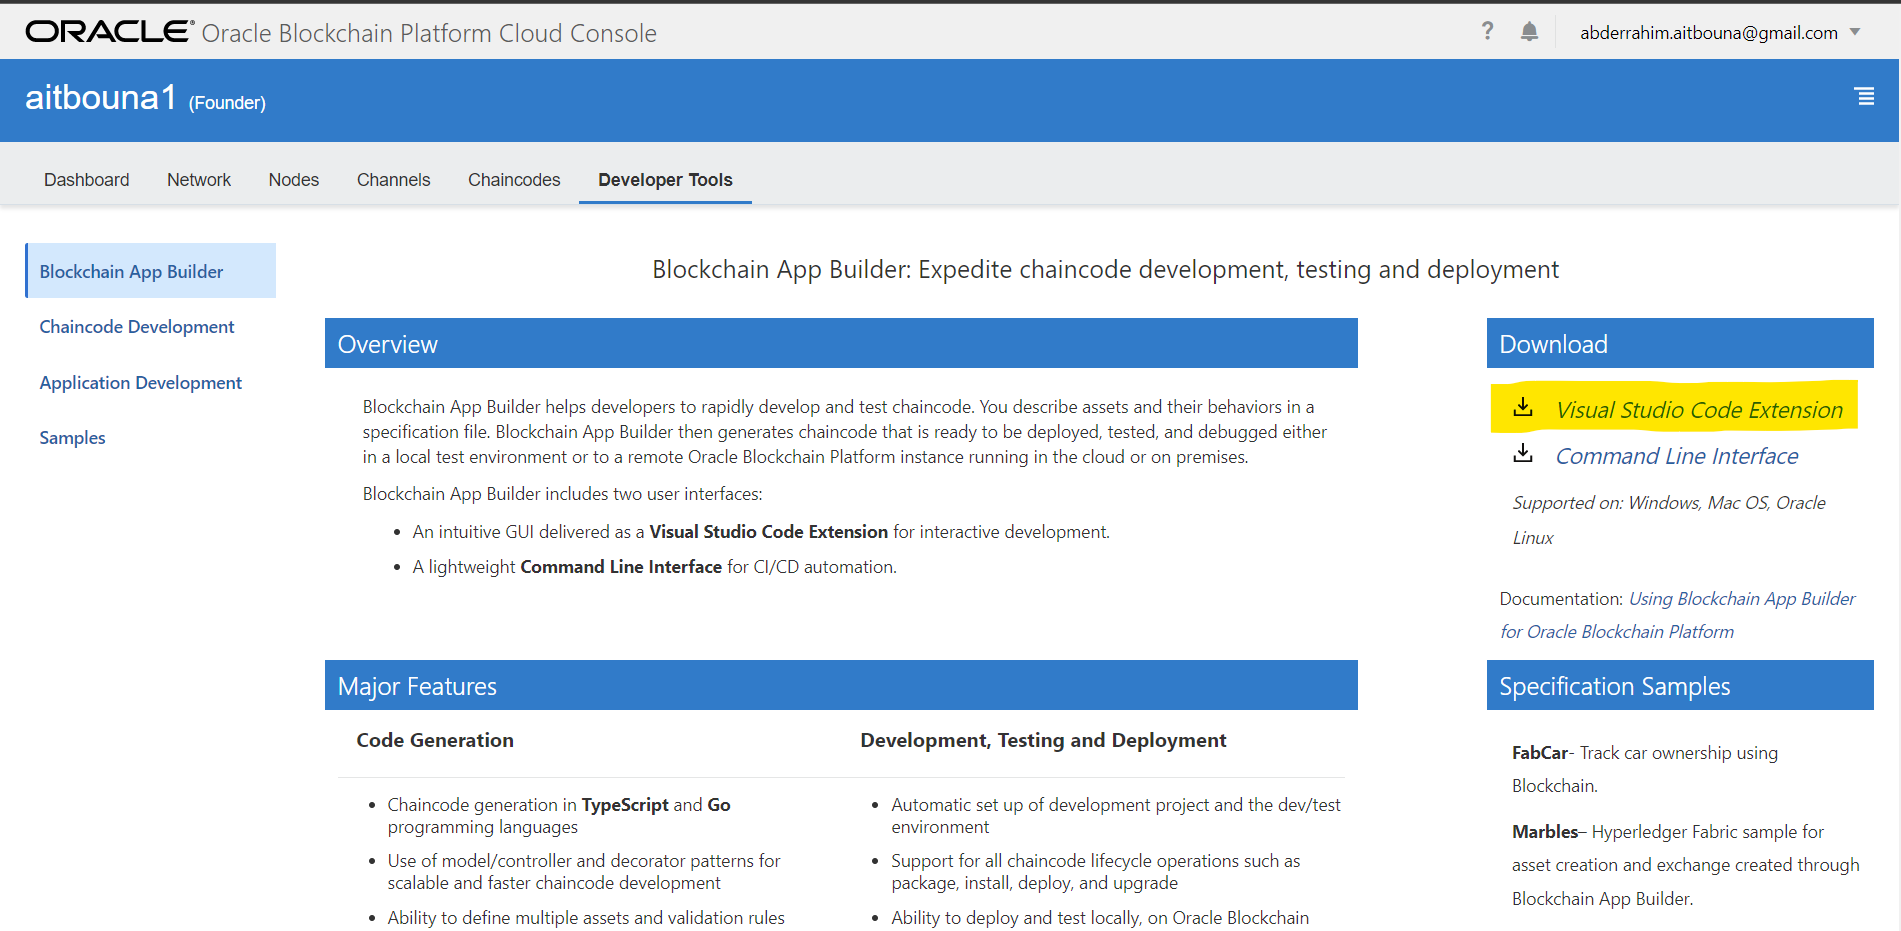 ORACLE® Oracle Blockchain Platform Cloud Console
? abderrahim.aitbouna@gmail.com
aitbouna1 (Founder)
Dashboard Network Nodes Channels Chaincodes Developer Tools
Blockchain App Builder
Chaincode Development
Application Development
Samples
Blockchain App Builder: Expedite chaincode development, testing and deployment
Overview
Blockchain App Builder helps developers to rapidly develop and test chaincode. You describe assets and their behaviors in a
specification file. Blockchain App Builder then generates chaincode that is ready to be deployed, tested, and debugged either
in a local test environment or to a remote Oracle Blockchain Platform instance running in the cloud or on premises.
Blockchain App Builder includes two user interfaces:
• An intuitive GUI delivered as a Visual Studio Code Extension for interactive development.
• A lightweight Command Line Interface for CI/CD automation.
Download
Visual Studio Code Extension
Command Line Interface
Supported on: Windows, Mac OS, Oracle
Linux
Documentation: Using Blockchain App Builder
for Oracle Blockchain Platform
Major Features
Code Generation
• Chaincode generation in TypeScript and Go
programming languages
• Use of model/controller and decorator patterns for
scalable and faster chaincode development
• Ability to define multiple assets and validation rules
Development, Testing and Deployment
• Automatic set up of development project and the dev/test
environment
• Support for all chaincode lifecycle operations such as
package, install, deploy, and upgrade
• Ability to deploy and test locally, on Oracle Blockchain
Specification Samples
FabCar- Track car ownership using
Blockchain.
Marbles– Hyperledger Fabric sample for
asset creation and exchange created through
Blockchain App Builder.